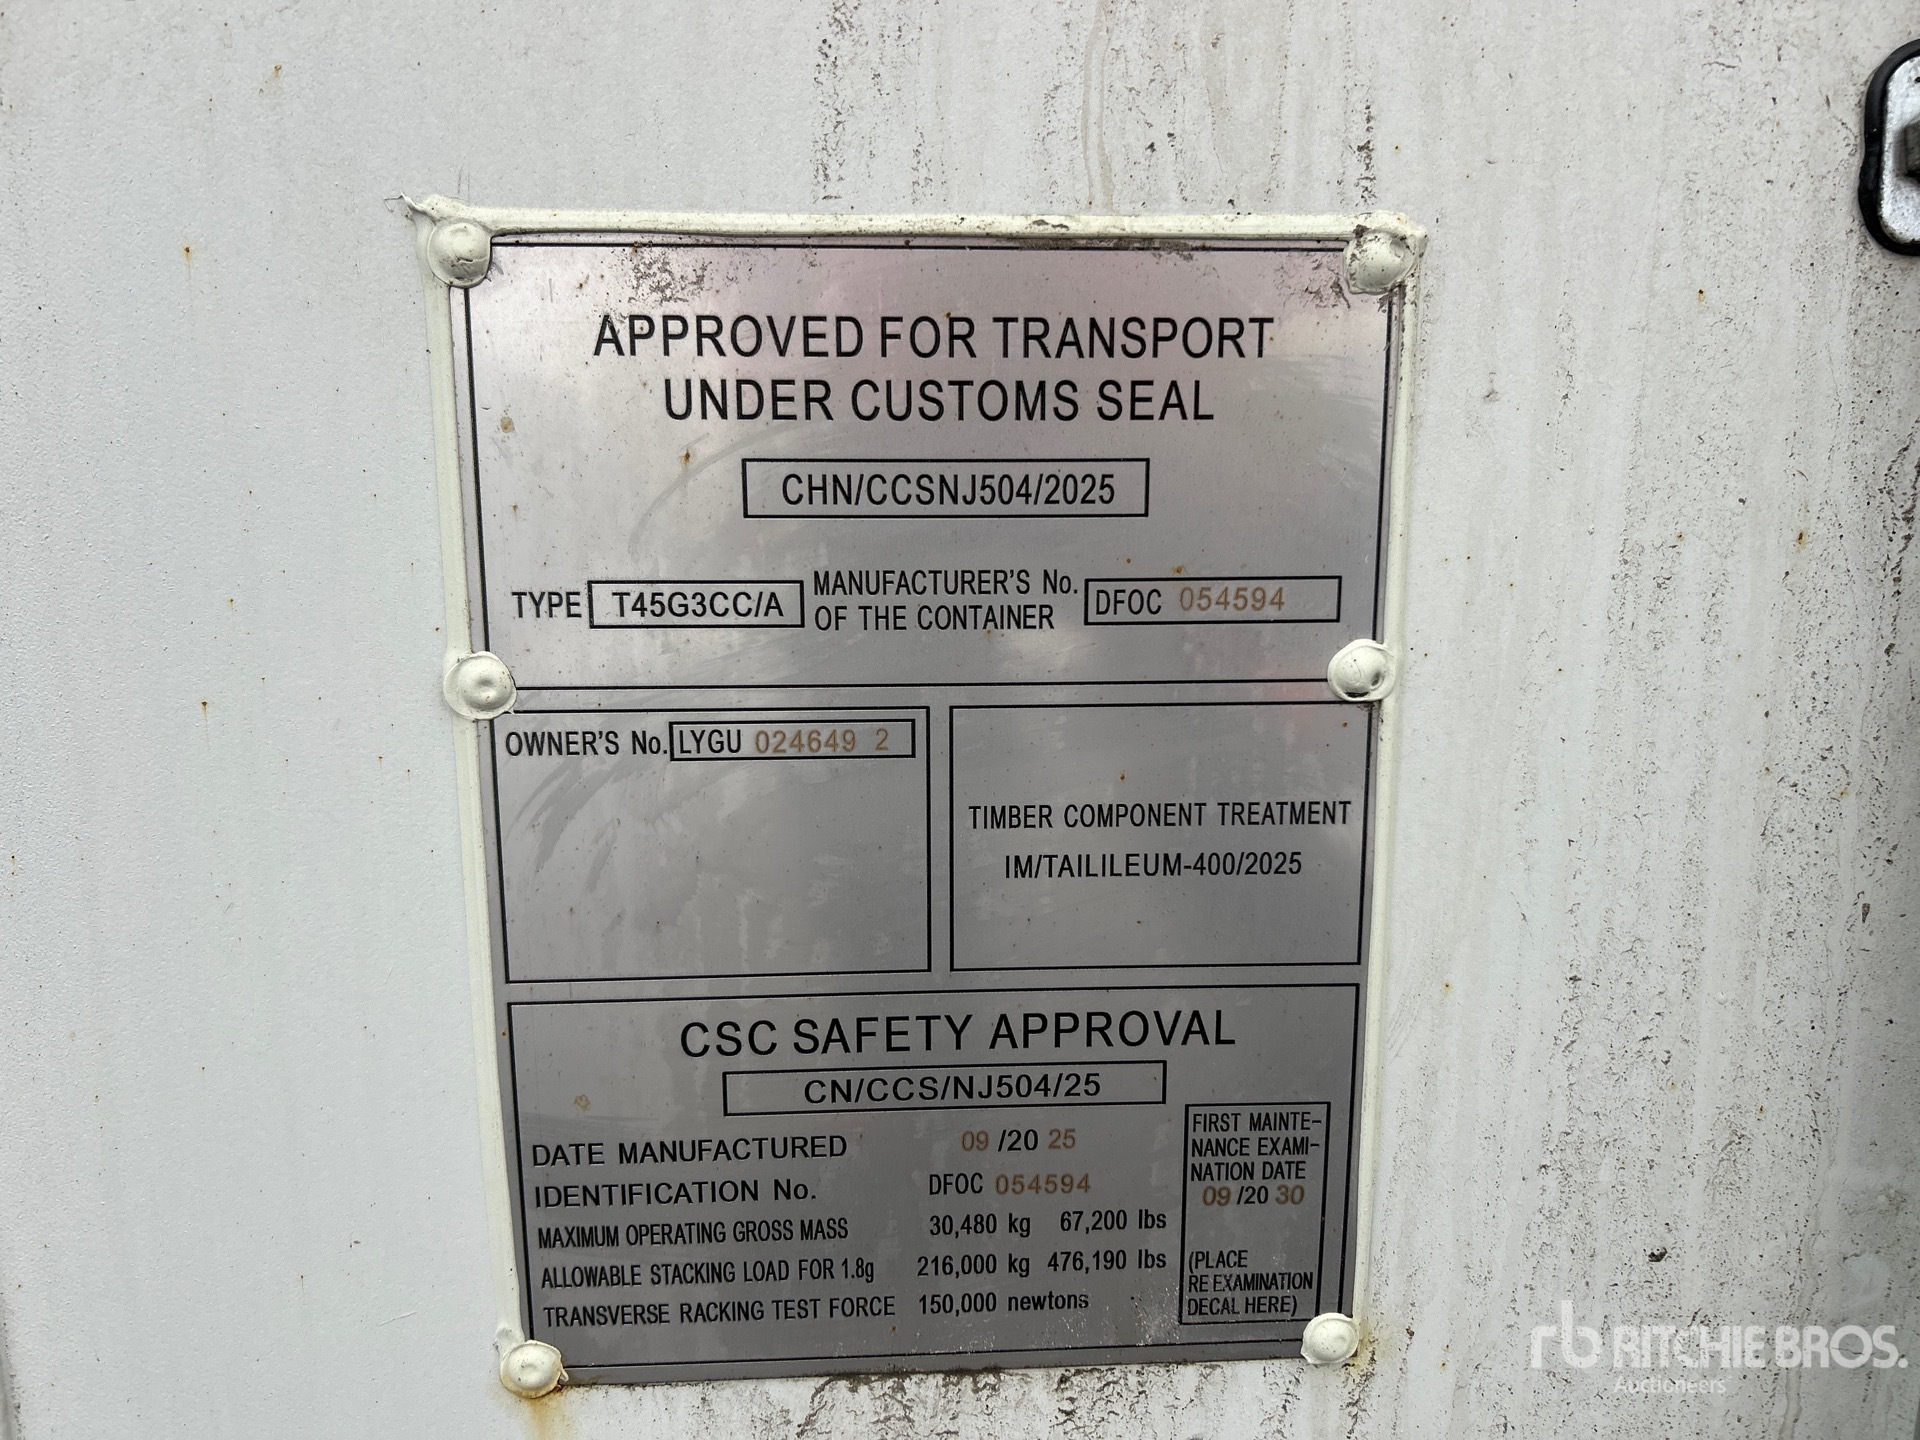 APPROVED FOR TRANSPORT
UNDER CUSTOMS SEAL
CHN/CCSNJ504/2025
TYPE T45G3CC/A MANUFACTURER'S No. OF THE CONTAINER DFOC 054594
OWNER'S No. LYGU 024649 2
TIMBER COMPONENT TREATMENT
IM/TAILILEUM-400/2025
CSC SAFETY APPROVAL
CN/CCS/NJ504/25
DATE MANUFACTURED 09 /20 25
IDENTIFICATION No. DFOC 054594
MAXIMUM OPERATING GROSS MASS 30,480 kg 67,200 lbs
ALLOWABLE STACKING LOAD FOR 1.8g 216,000 kg 476,190 lbs
TRANSVERSE RACKING TEST FORCE 150,000 newtons
FIRST MAINTE-
NANCE EXAMI-
NATION DATE
09 /20 30
(PLACE
RE EXAMINATION
DECAL HERE)
rb RITCHIE BROS.
Auctioneers